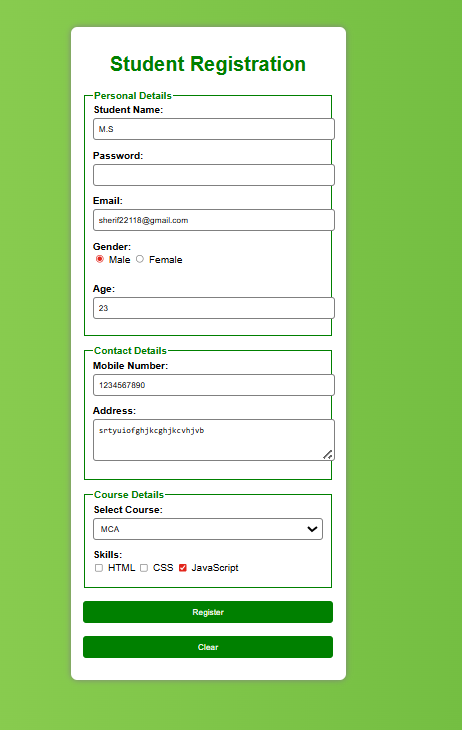 Student Registration
Personal Details
Student Name:
M.S
Password:
Email:
sherif22118@gmail.com
Gender:
Male Female
Age:
23
Contact Details
Mobile Number:
1234567890
Address:
srtyuiofghjkcghjkcvhjvb
Course Details
Select Course:
MCA
Skills:
HTML CSS JavaScript
Register
Clear